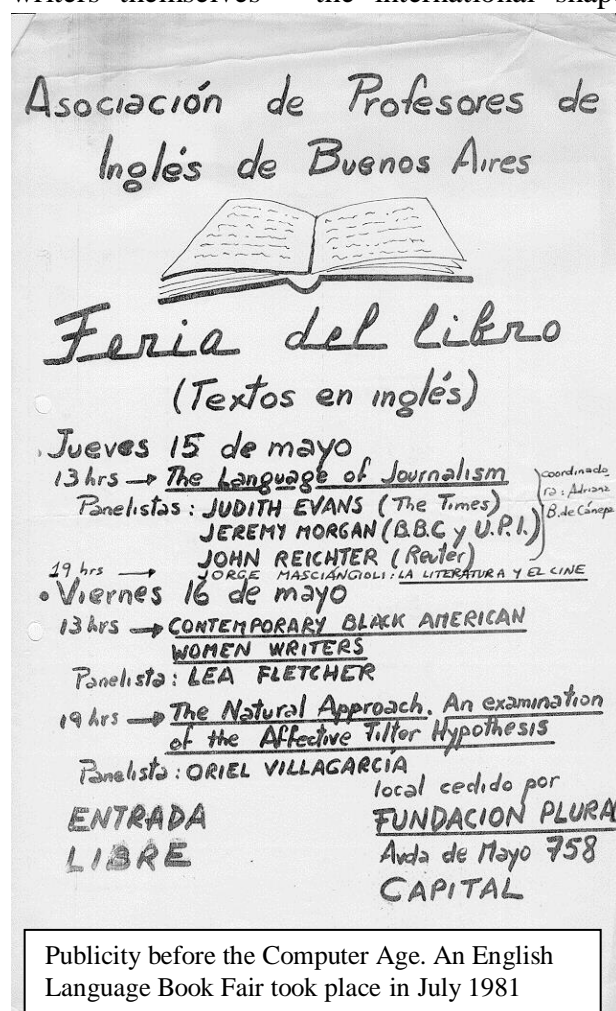 writers themselves – the international shap
Asociación de Profesores de
Inglés de Buenos Aires
Feria del libro
(Textos en inglés)
Jueves 15 de mayo
13 hrs → The Language of Journalism
Panelistas: JUDITH EVANS (The Times)
JEREMY MORGAN (B.B.C y U.P.I.)
JOHN REICHTER (Reuter)
coordinado
ra: Adriana
B. de Cánepa
19 hrs → JORGE MASCIÁNGIOLI: LA LITERATURA Y EL CINE
• Viernes 16 de mayo
13 hrs → CONTEMPORARY BLACK AMERICAN
WOMEN WRITERS
Panelista: LEA FLETCHER
19 hrs → The Natural Approach. An examination
of the Affective Filter Hypothesis
Panelista: ORIEL VILLAGARCÍA
local cedido por
FUNDACION PLURA
Avda de Mayo 758
CAPITAL
ENTRADA
LIBRE
Publicity before the Computer Age. An English
Language Book Fair took place in July 1981